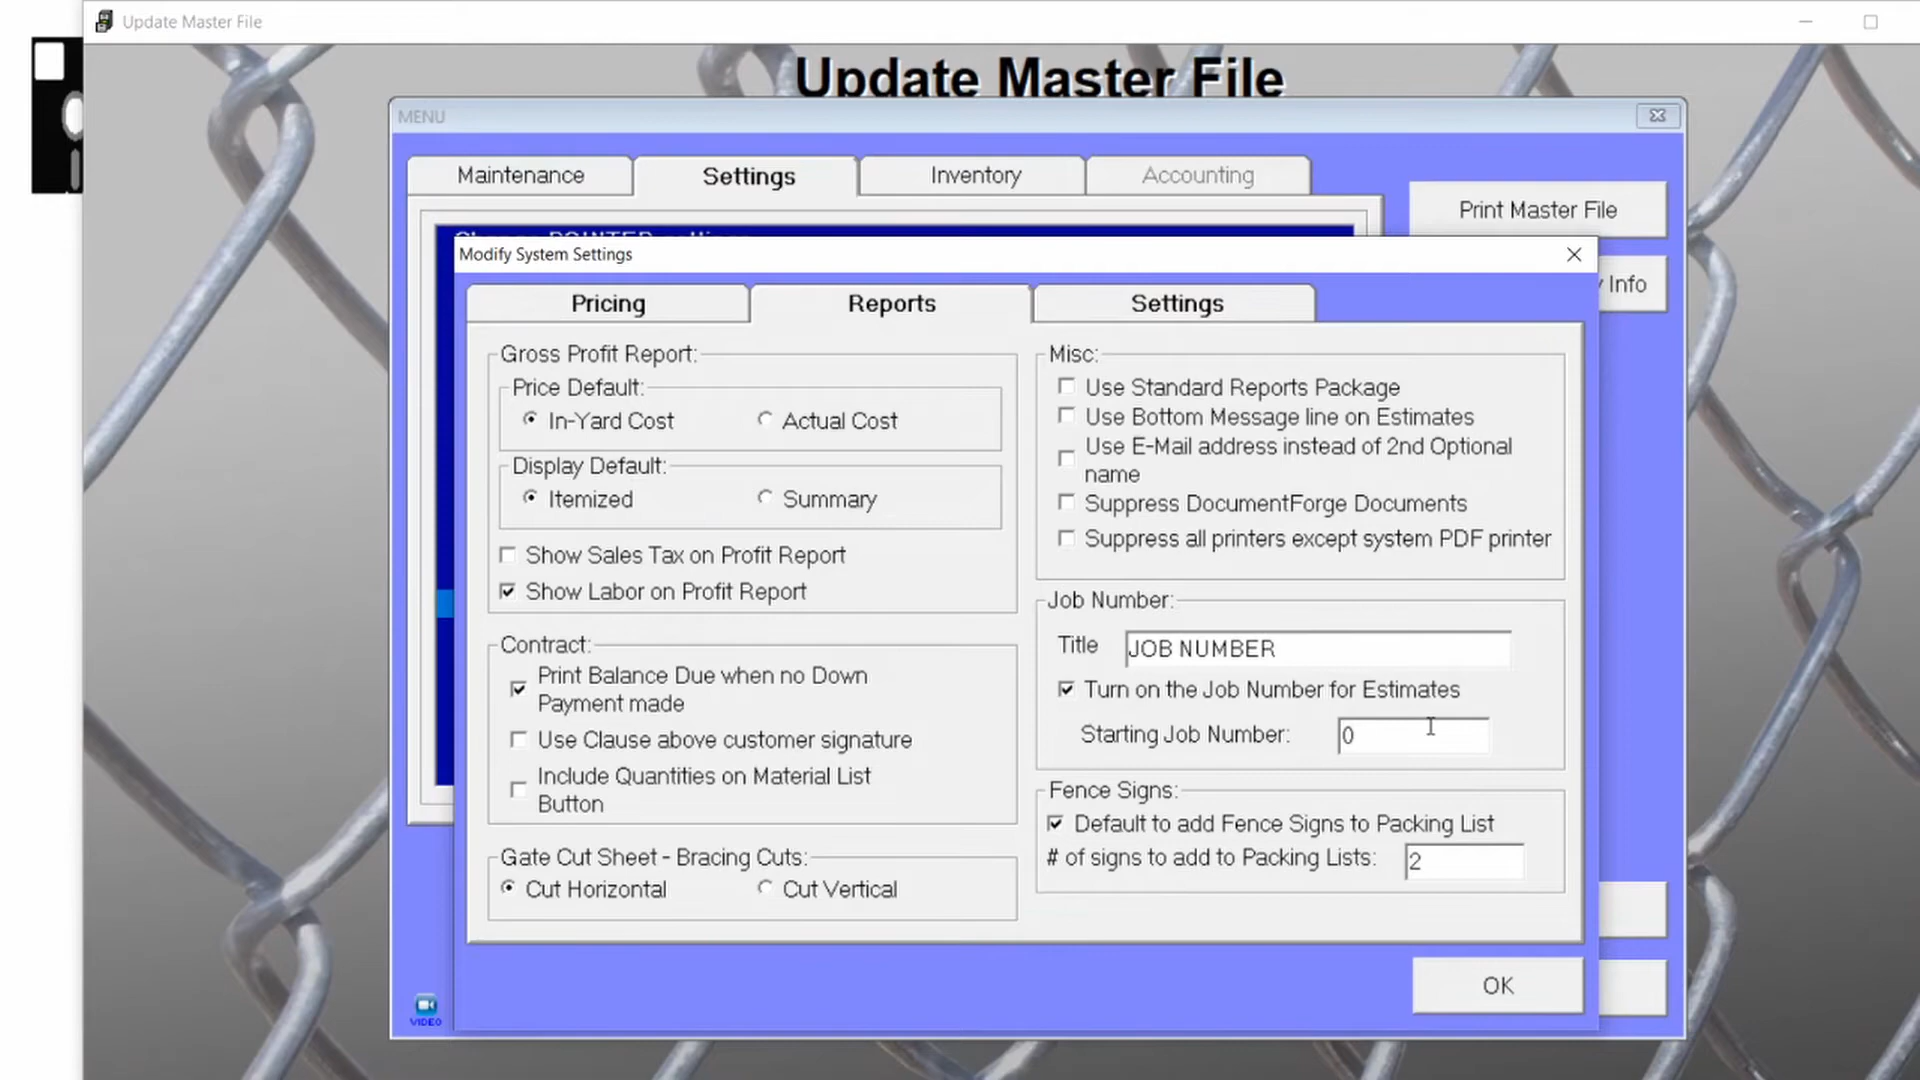 Update Master File
Update Master File
MENU
Maintenance
Settings
Inventory
Accounting
Print Master File
Info
Modify System Settings
Pricing
Reports
Settings
Gross Profit Report:
Price Default:
In-Yard Cost
Actual Cost
Display Default:
Itemized
Summary
Show Sales Tax on Profit Report
Show Labor on Profit Report
Contract:
Print Balance Due when no Down
Payment made
Use Clause above customer signature
Include Quantities on Material List
Button
Gate Cut Sheet - Bracing Cuts:
Cut Horizontal
Cut Vertical
Misc:
Use Standard Reports Package
Use Bottom Message line on Estimates
Use E-Mail address instead of 2nd Optional
name
Suppress DocumentForge Documents
Suppress all printers except system PDF printer
Job Number:
Title
JOB NUMBER
Turn on the Job Number for Estimates
Starting Job Number:
0
Fence Signs:
Default to add Fence Signs to Packing List
# of signs to add to Packing Lists:
2
OK
VIDEO